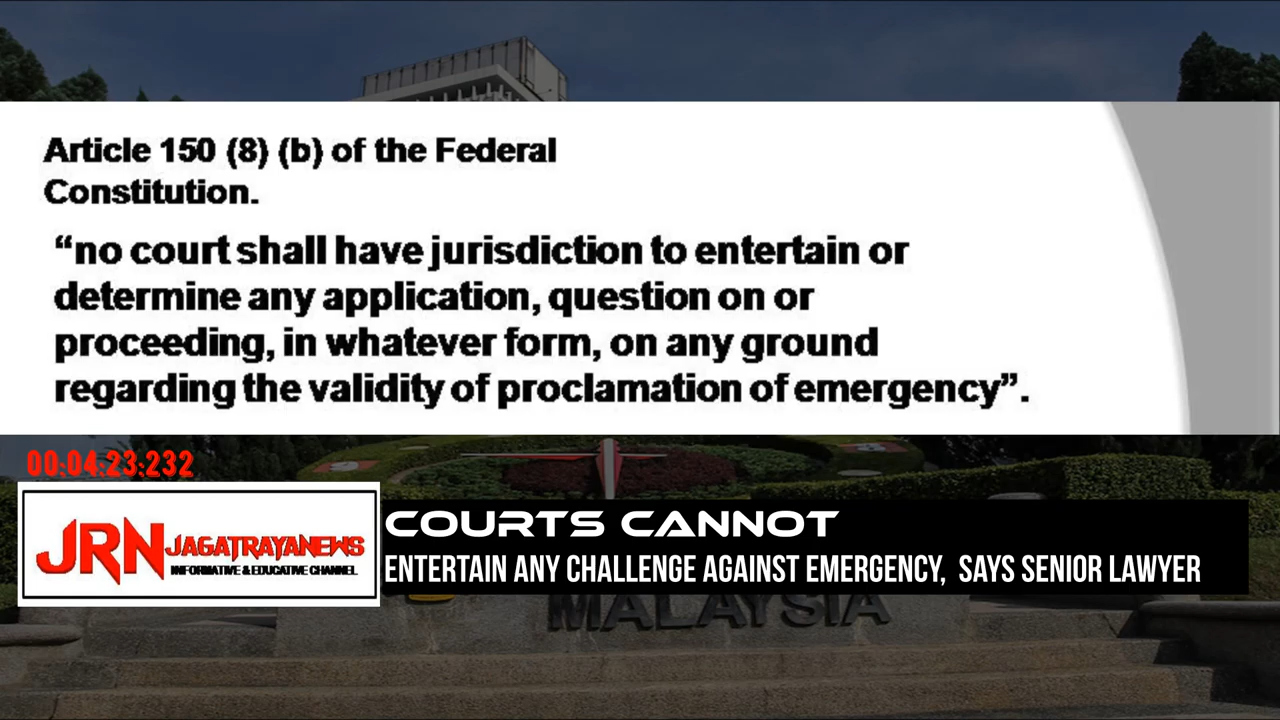 Article 150 (8) (b) of the Federal
Constitution.
“no court shall have jurisdiction to entertain or
determine any application, question on or
proceeding, in whatever form, on any ground
regarding the validity of proclamation of emergency”.
00:04:23:232
JRN JAGATRAYANEWS
INFORMATIVE & EDUCATIVE CHANNEL
COURTS CANNOT
ENTERTAIN ANY CHALLENGE AGAINST EMERGENCY, SAYS SENIOR LAWYER
MALAYSIA